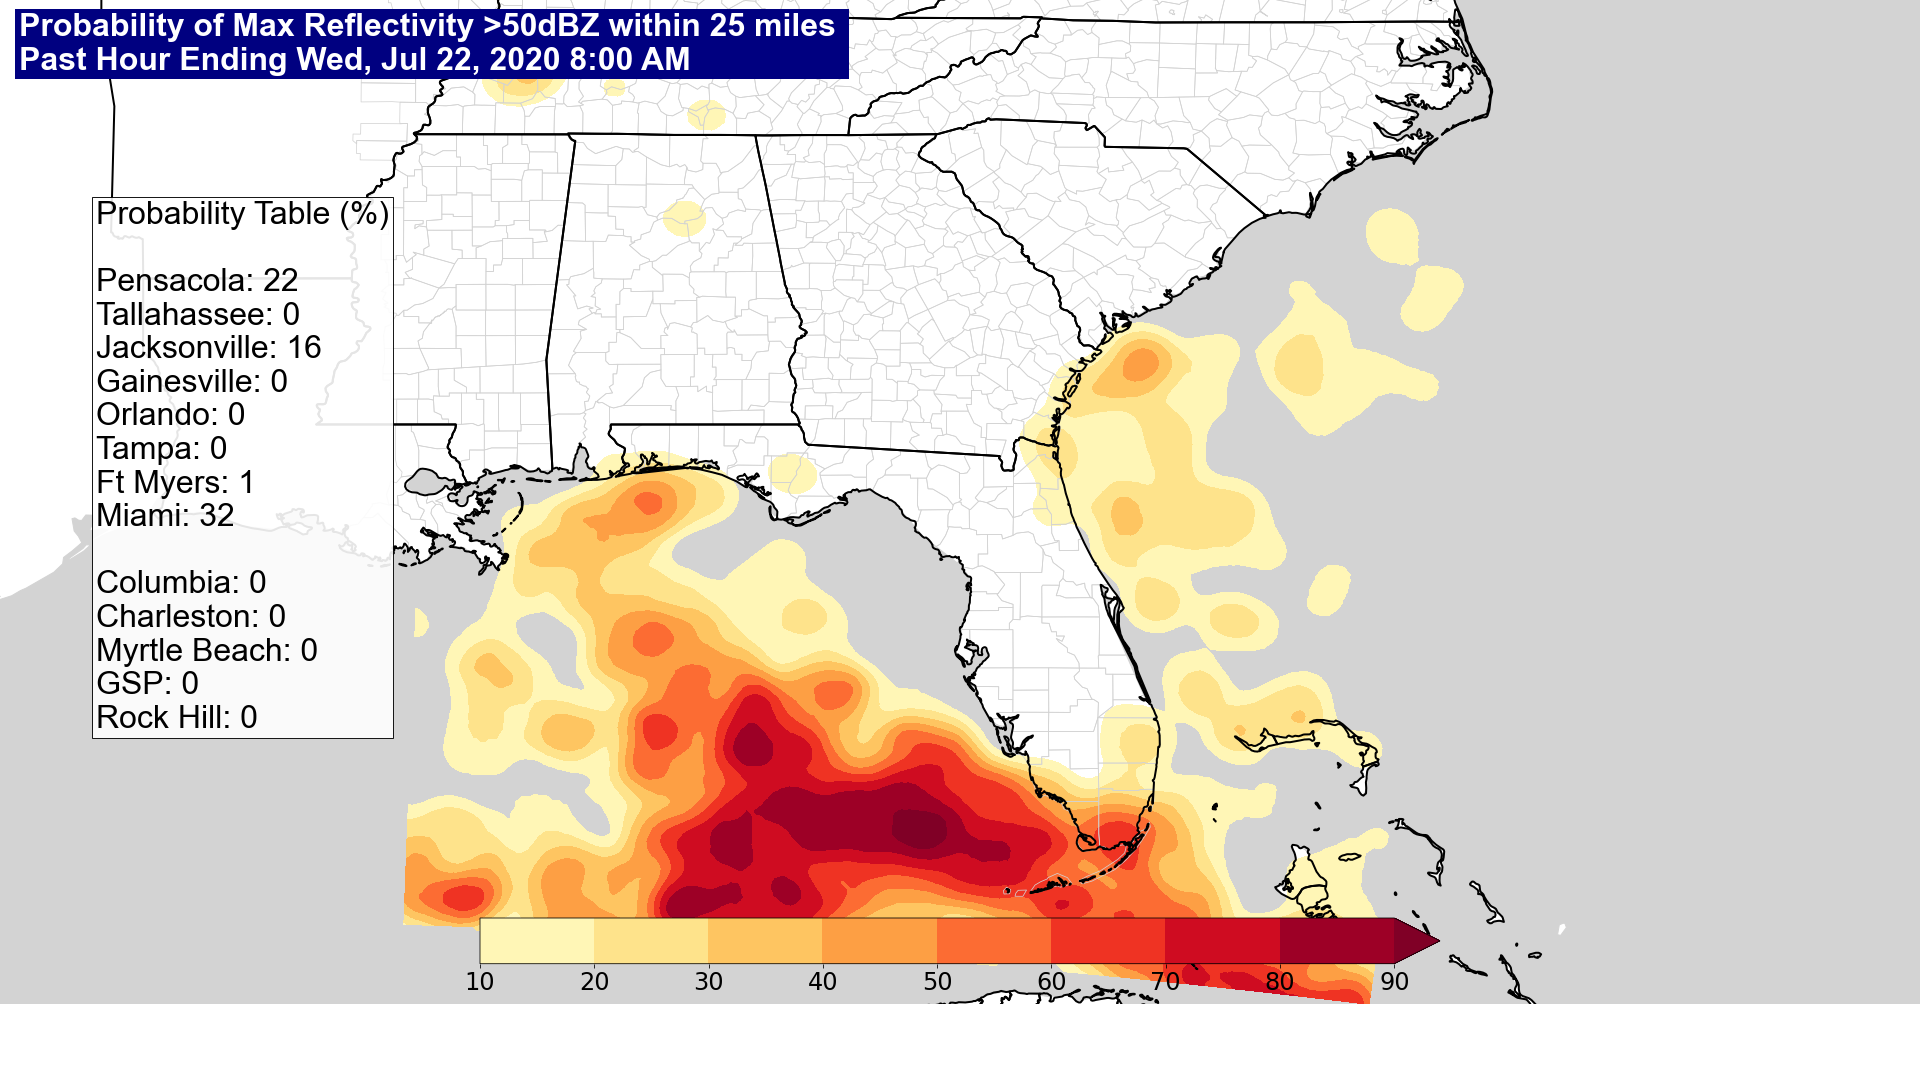 Probability of Max Reflectivity >50dBZ within 25 miles
Past Hour Ending Wed, Jul 22, 2020 8:00 AM
Probability Table (%)
Pensacola: 22
Tallahassee: 0
Jacksonville: 16
Gainesville: 0
Orlando: 0
Tampa: 0
Ft Myers: 1
Miami: 32
Columbia: 0
Charleston: 0
Myrtle Beach: 0
GSP: 0
Rock Hill: 0
10 20 30 40 50 60 70 80 90